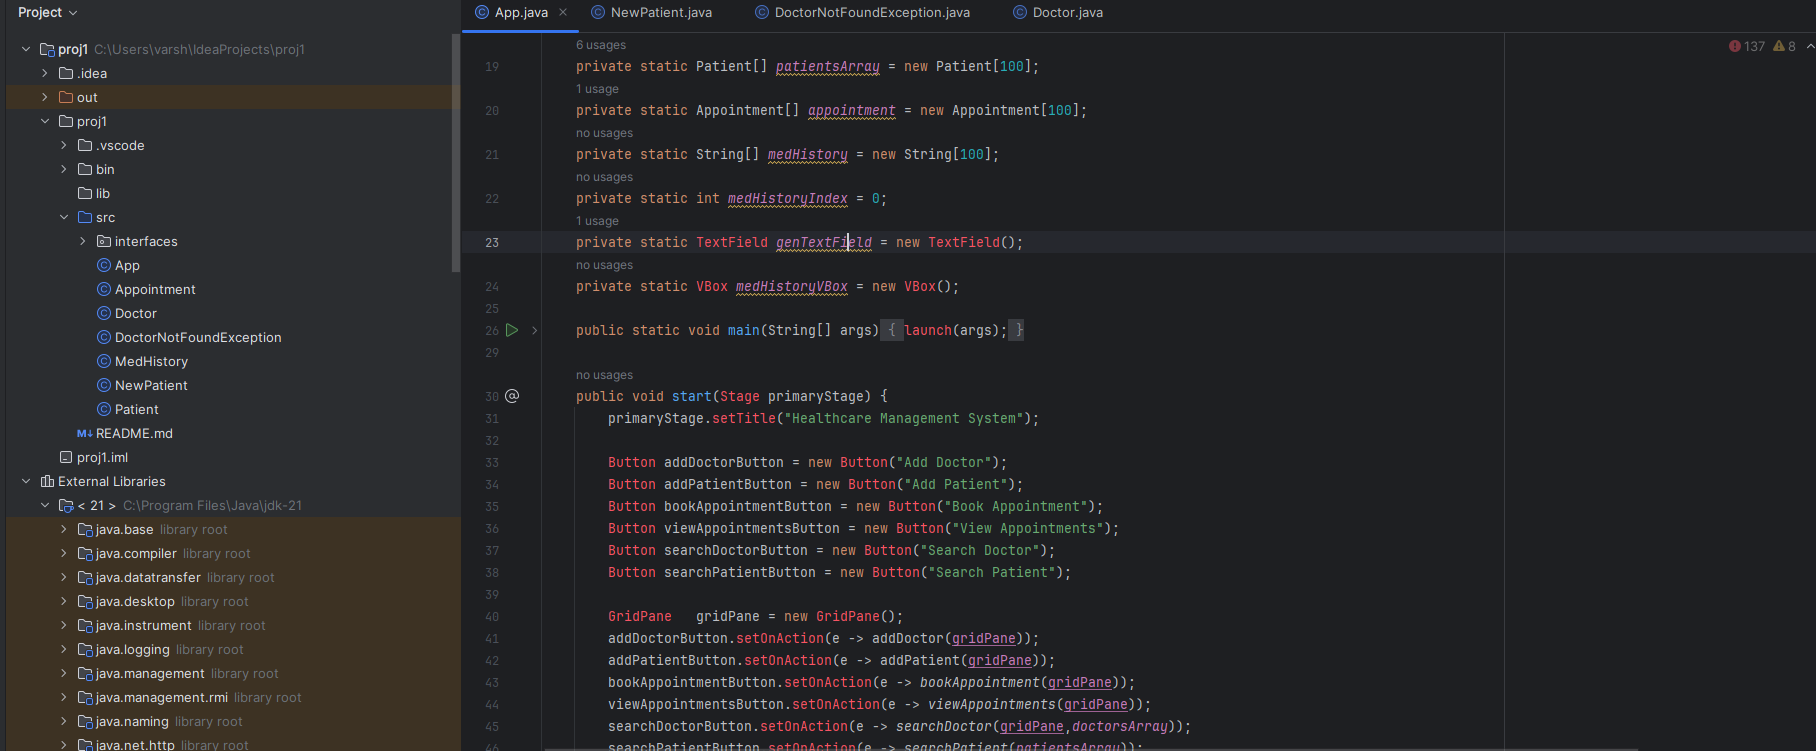 Project
proj1 C:\Users\varsh\IdeaProjects\proj1
.idea
out
proj1
.vscode
bin
lib
src
interfaces
App
Appointment
Doctor
DoctorNotFoundException
MedHistory
NewPatient
Patient
README.md
proj1.iml
External Libraries
< 21 > C:\Program Files\Java\jdk-21
java.base library root
java.compiler library root
java.datatransfer library root
java.desktop library root
java.instrument library root
java.logging library root
java.management library root
java.management.rmi library root
java.naming library root
java.net.http library root
App.java NewPatient.java DoctorNotFoundException.java Doctor.java
137 8
6 usages
19 private static Patient[] patientsArray = new Patient[100];
1 usage
20 private static Appointment[] appointment = new Appointment[100];
no usages
21 private static String[] medHistory = new String[100];
no usages
22 private static int medHistoryIndex = 0;
1 usage
23 private static TextField genTextField = new TextField();
no usages
24 private static VBox medHistoryVBox = new VBox();
25
26 public static void main(String[] args) { launch(args); }
29
no usages
30 public void start(Stage primaryStage) {
31 primaryStage.setTitle("Healthcare Management System");
32
33 Button addDoctorButton = new Button("Add Doctor");
34 Button addPatientButton = new Button("Add Patient");
35 Button bookAppointmentButton = new Button("Book Appointment");
36 Button viewAppointmentsButton = new Button("View Appointments");
37 Button searchDoctorButton = new Button("Search Doctor");
38 Button searchPatientButton = new Button("Search Patient");
39
40 GridPane gridPane = new GridPane();
41 addDoctorButton.setOnAction(e -> addDoctor(gridPane));
42 addPatientButton.setOnAction(e -> addPatient(gridPane));
43 bookAppointmentButton.setOnAction(e -> bookAppointment(gridPane));
44 viewAppointmentsButton.setOnAction(e -> viewAppointments(gridPane));
45 searchDoctorButton.setOnAction(e -> searchDoctor(gridPane,doctorsArray));
46 searchPatientButton.setOnAction(e -> searchPatient(patientsArray));